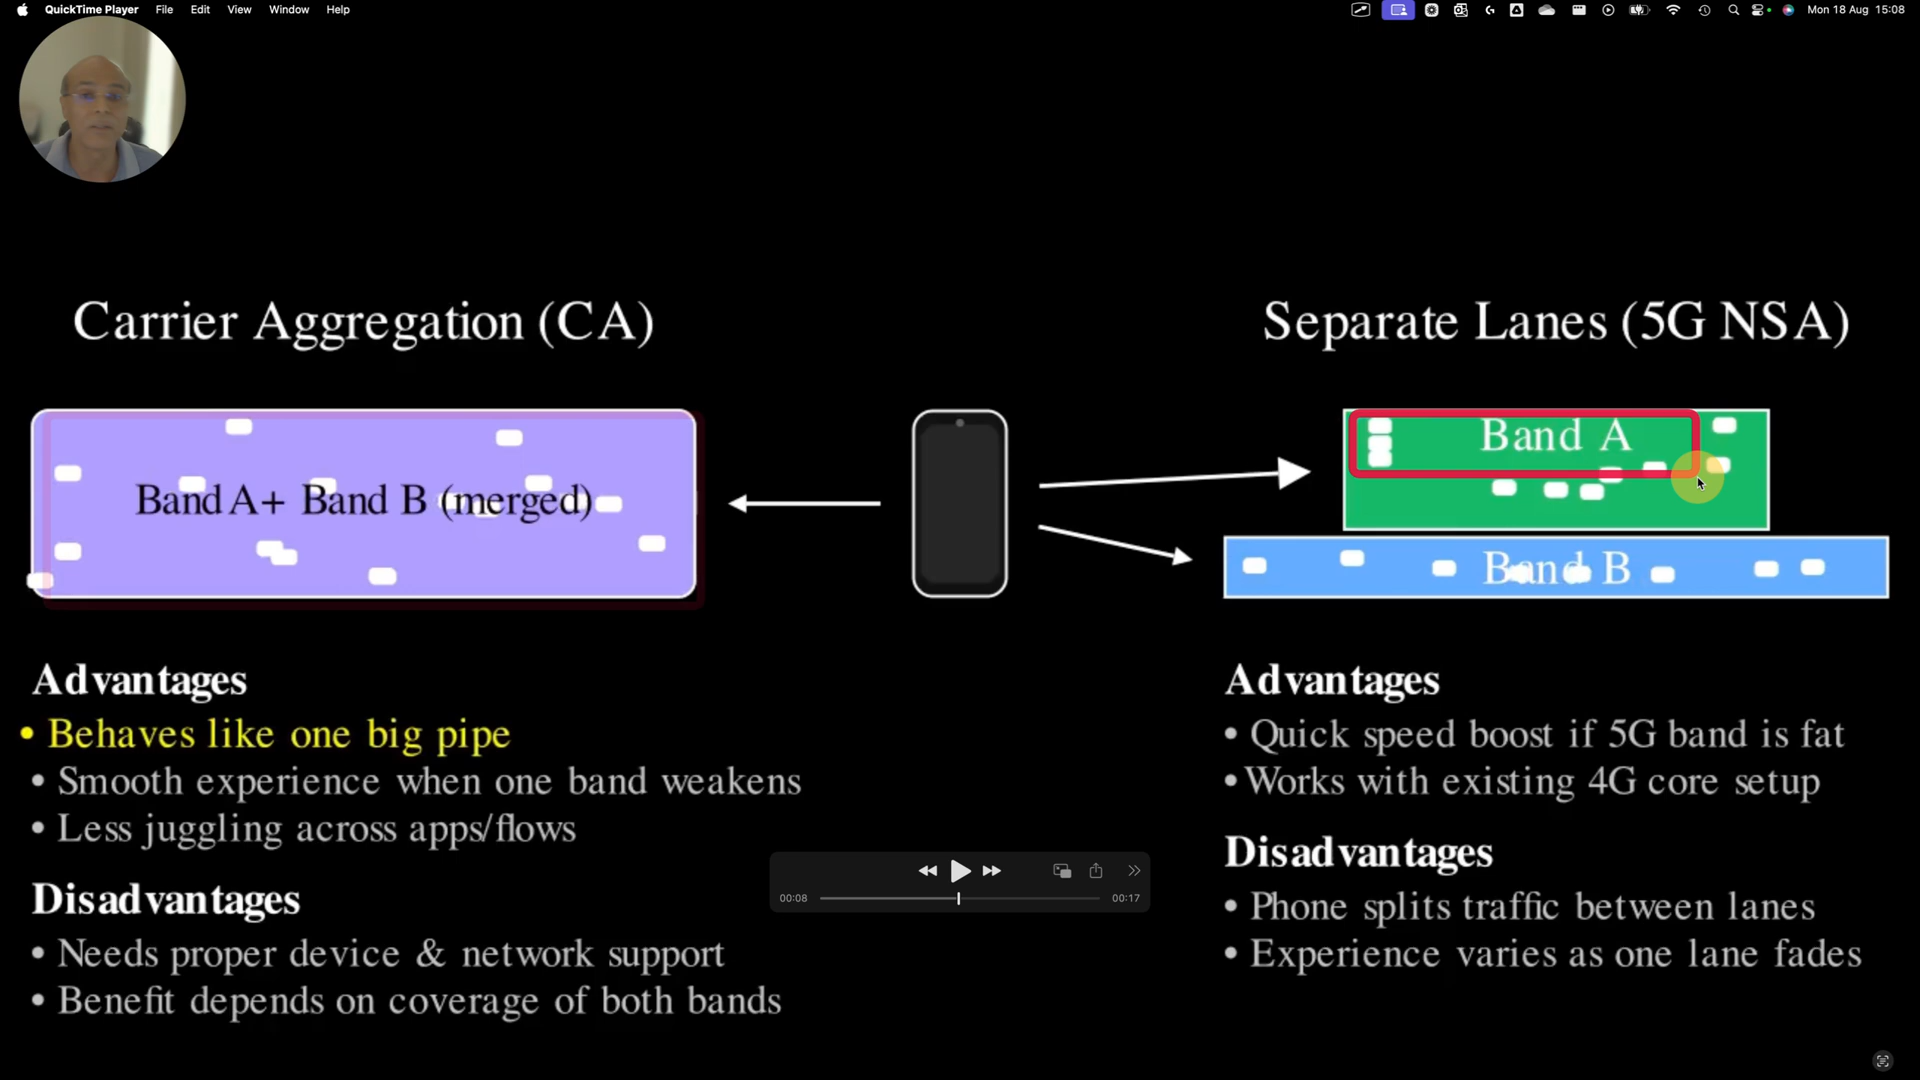 QuickTime Player File Edit View Window Help
Mon 18 Aug 15:08
Carrier Aggregation (CA)
Separate Lanes (5G NSA)
Band A+ Band B (merged)
Band A
Band B
Advantages
• Behaves like one big pipe
• Smooth experience when one band weakens
• Less juggling across apps/flows
Disadvantages
• Needs proper device & network support
• Benefit depends on coverage of both bands
Advantages
• Quick speed boost if 5G band is fat
• Works with existing 4G core setup
Disadvantages
• Phone splits traffic between lanes
• Experience varies as one lane fades
00:08
00:17